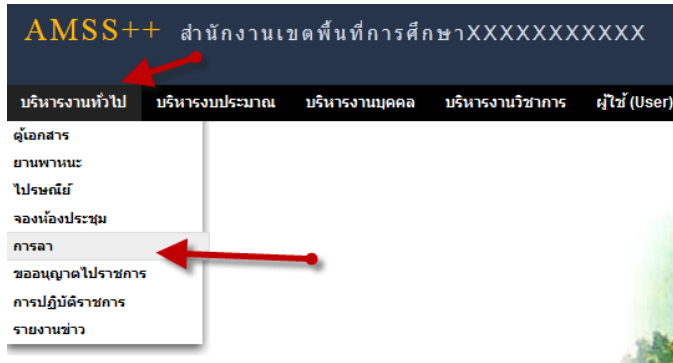 AMSS++ สำนักงานเขตพื้นที่การศึกษาXXXXXXXXXXX
บริหารงานทั่วไป บริหารงบประมาณ บริหารงานบุคคล บริหารงานวิชาการ ผู้ใช้ (User)
ตู้เอกสาร
ยานพาหนะ
ไปรษณีย์
จองห้องประชุม
การลา
ขออนุญาตไปราชการ
การปฏิบัติราชการ
รายงานข่าว